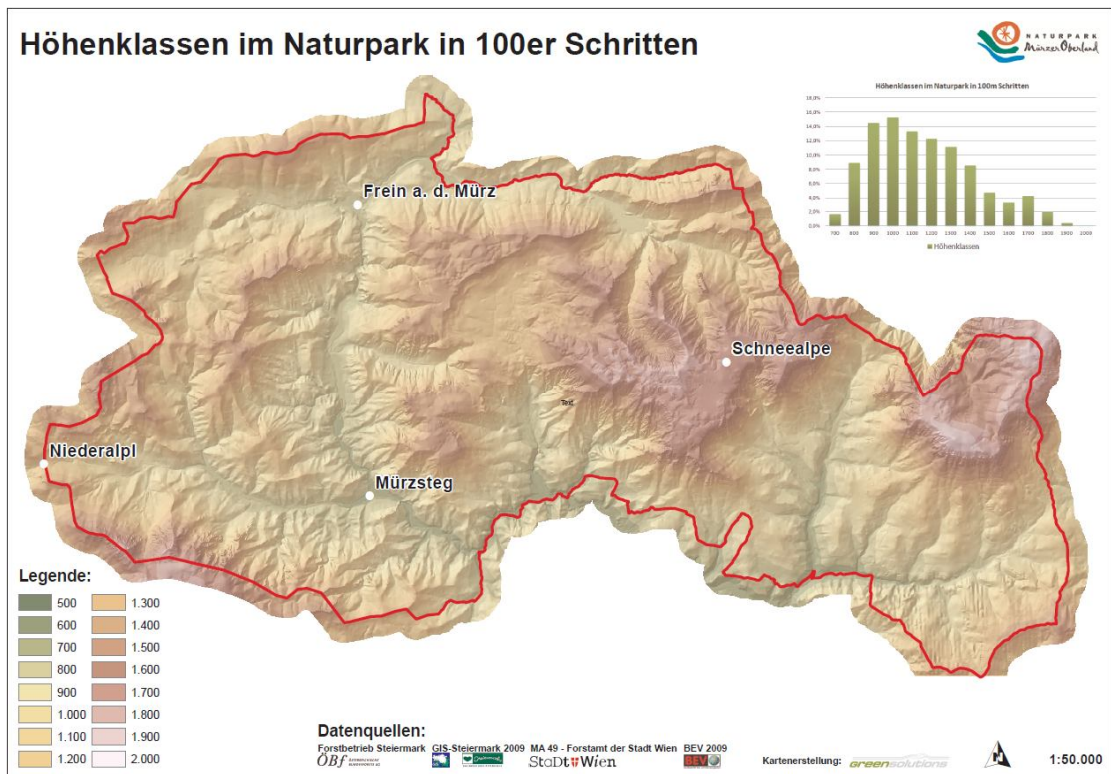 Höhenklassen im Naturpark in 100er Schritten
NATURPARK
Mürzer Oberland
Höhenklassen im Naturpark in 100m Schritten
18,0%
16,0%
14,0%
12,0%
10,0%
8,0%
6,0%
4,0%
2,0%
0,0%
700 800 900 1000 1100 1200 1300 1400 1500 1600 1700 1800 1900 2000
Höhenklassen
Frein a. d. Mürz
Schneealpe
Text
Niederalpl
Mürzsteg
Legende:
500 1.300
600 1.400
700 1.500
800 1.600
900 1.700
1.000 1.800
1.100 1.900
1.200 2.000
Datenquellen:
Forstbetrieb Steiermark GIS-Steiermark 2009 MA 49 - Forstamt der Stadt Wien BEV 2009
ÖBf StaDt Wien BEV
Kartenerstellung: greensolutions
1:50.000